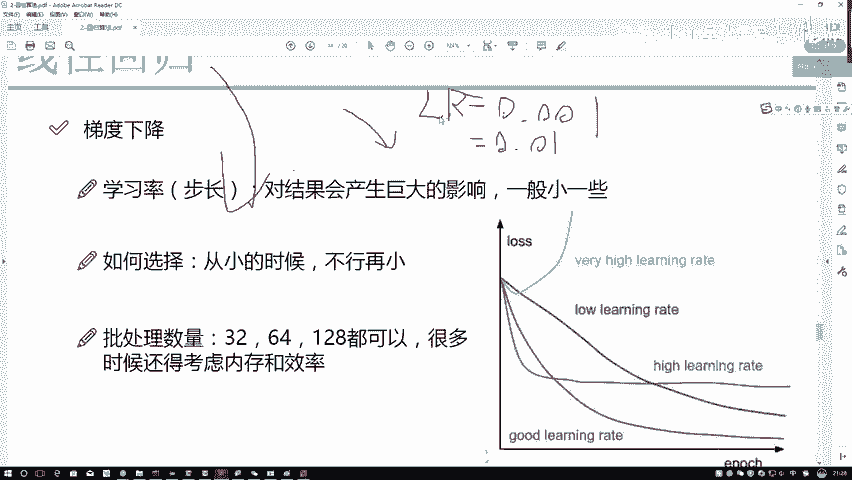 2-回归算法.pdf - Adobe Acrobat Reader DC
主页 工具 2-回归算法.pdf
线性回归
LR= 0.001
= 0.01
梯度下降
学习率（步长）：对结果会产生巨大的影响，一般小一些
如何选择：从小的时候，不行再小
批处理数量：32，64，128都可以，很多
时候还得考虑内存和效率
loss
very high learning rate
low learning rate
high learning rate
good learning rate
epoch
21:28